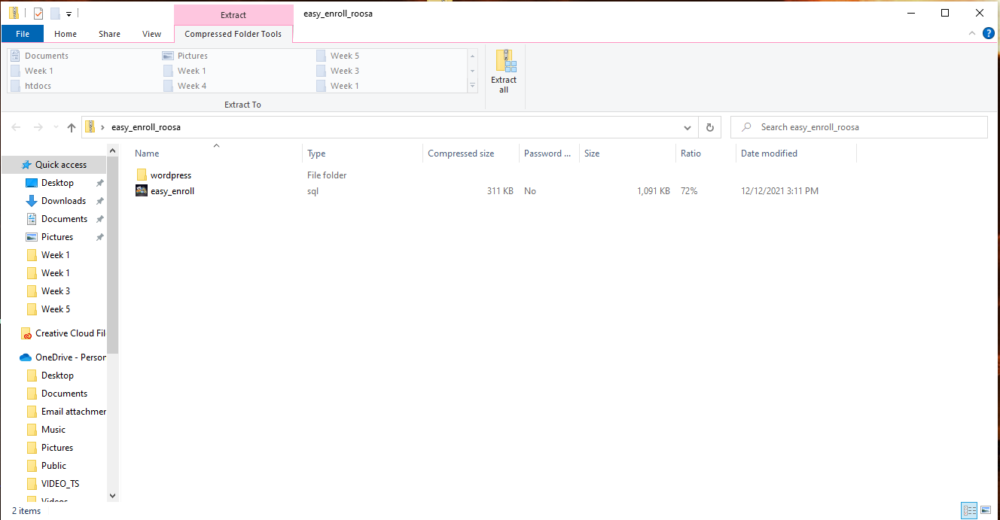 Extract
easy_enroll_roosa
File
Home
Share
View
Compressed Folder Tools
?
Documents
Pictures
Week 5
Week 1
Week 1
Week 3
htdocs
Week 4
Week 1
Extract To
Extract
all
easy_enroll_roosa
Search easy_enroll_roosa
Name
Type
Compressed size
Password ...
Size
Ratio
Date modified
wordpress
File folder
easy_enroll
sql
311 KB
No
1,091 KB
72%
12/12/2021 3:11 PM
Quick access
Desktop
Downloads
Documents
Pictures
Week 1
Week 1
Week 3
Week 5
Creative Cloud Fil
OneDrive - Person
Desktop
Documents
Email attachmen
Music
Pictures
Public
VIDEO_TS
Videos
2 items